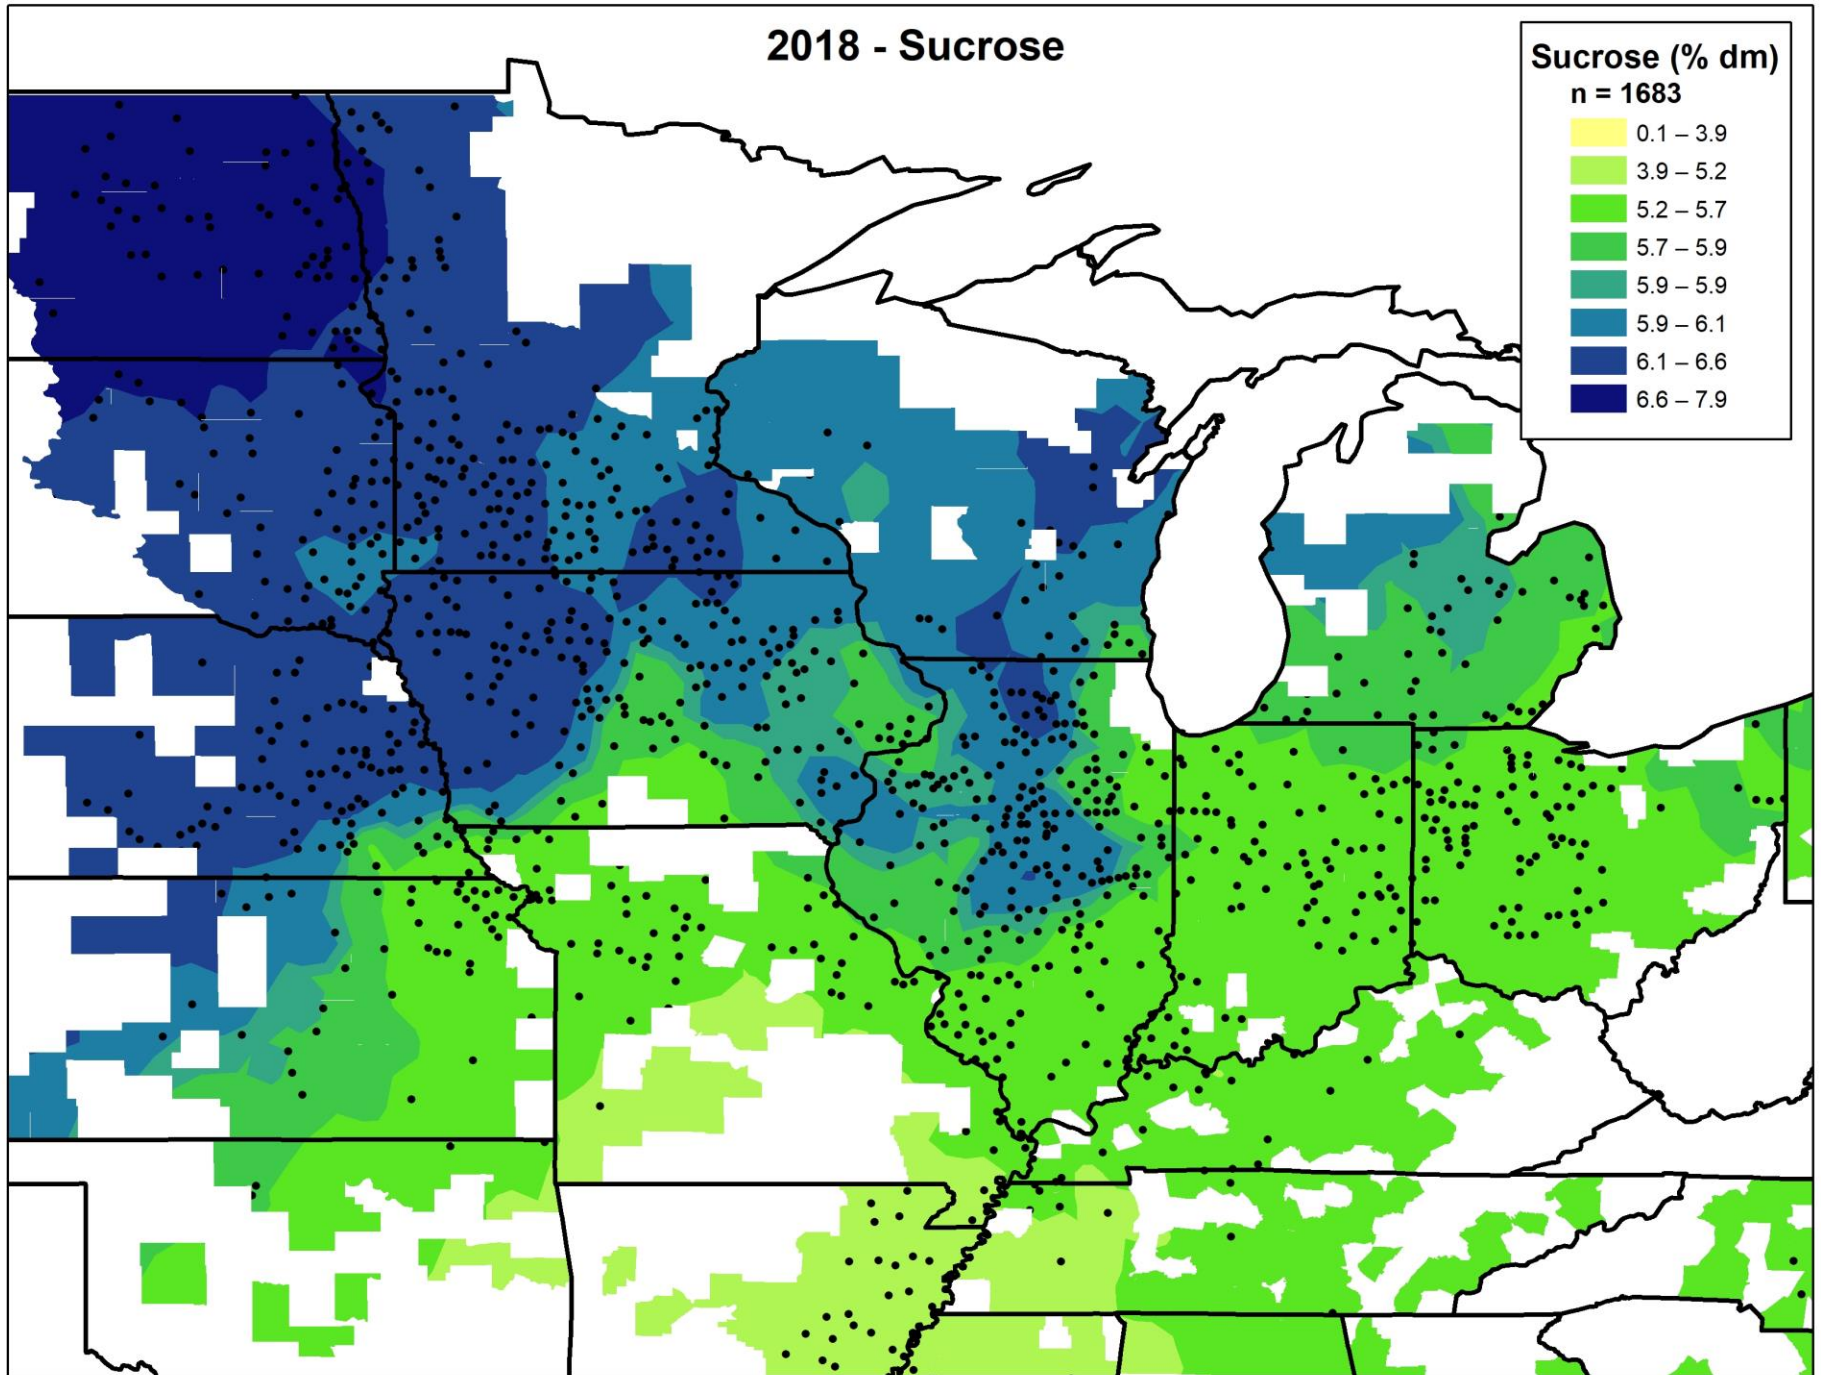 2018 - Sucrose
Sucrose (% dm)
n = 1683
0.1 – 3.9
3.9 – 5.2
5.2 – 5.7
5.7 – 5.9
5.9 – 5.9
5.9 – 6.1
6.1 – 6.6
6.6 – 7.9